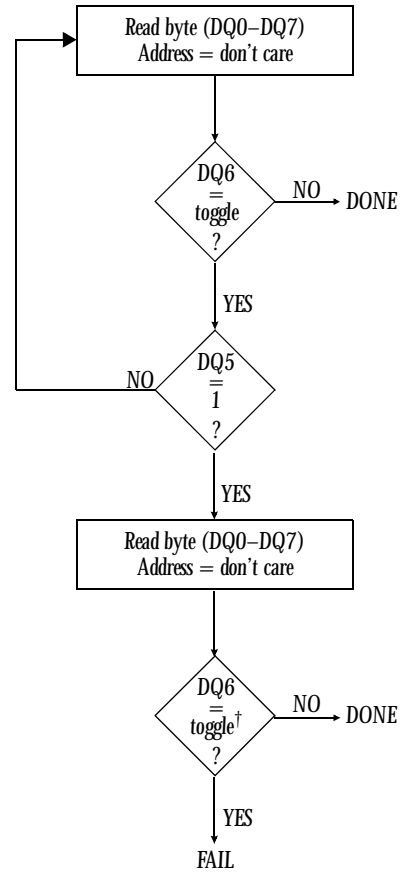 Read byte (DQ0–DQ7)
Address = don't care
DQ6
=
toggle
?
NO
DONE
YES
DQ5
=
1
?
NO
YES
Read byte (DQ0–DQ7)
Address = don't care
DQ6
=
toggle†
?
NO
DONE
YES
FAIL